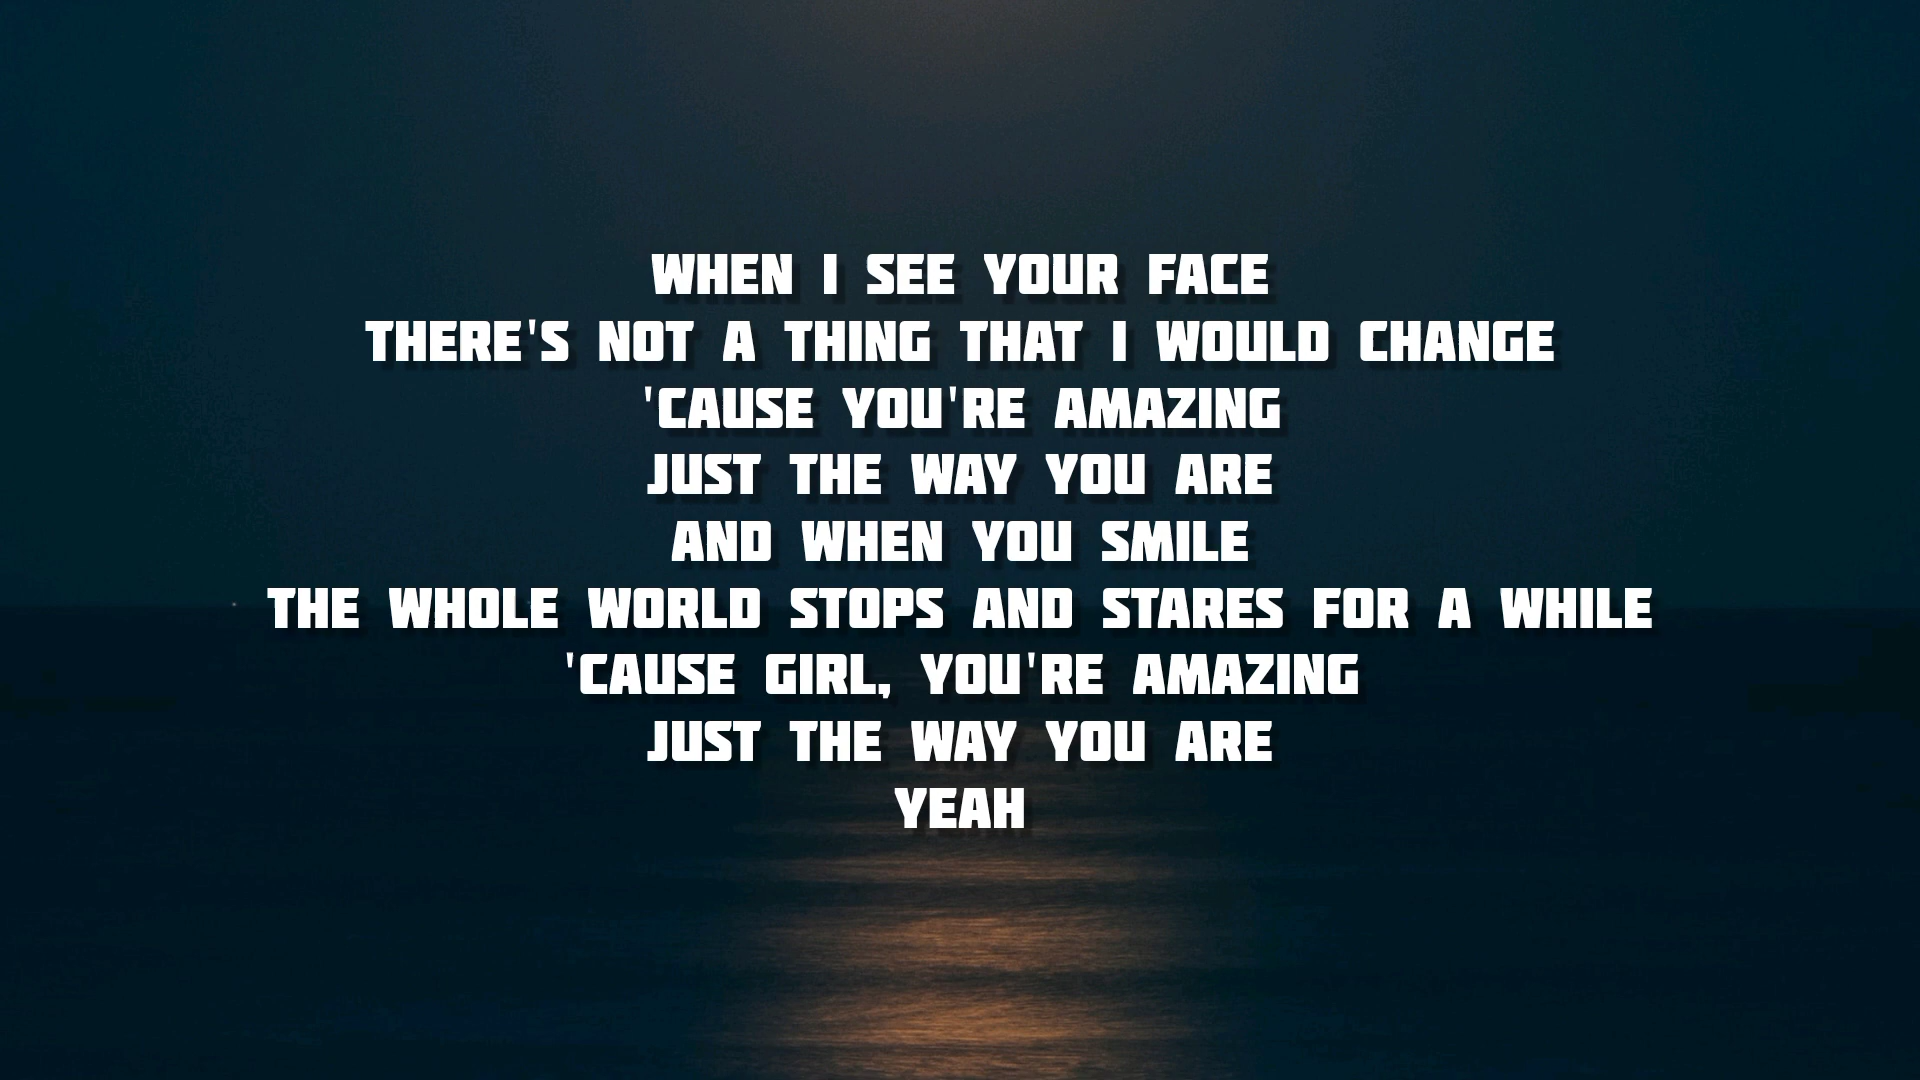 WHEN I SEE YOUR FACE
THERE'S NOT A THING THAT I WOULD CHANGE
'CAUSE YOU'RE AMAZING
JUST THE WAY YOU ARE
AND WHEN YOU SMILE
THE WHOLE WORLD STOPS AND STARES FOR A WHILE
'CAUSE GIRL, YOU'RE AMAZING
JUST THE WAY YOU ARE
YEAH